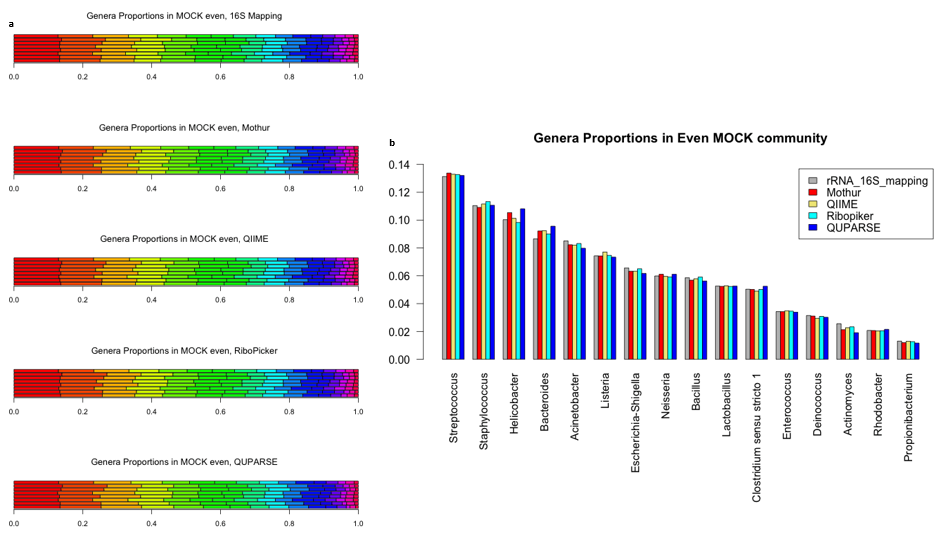 a
Genera Proportions in MOCK even, 16S Mapping
0.0 0.2 0.4 0.6 0.8 1.0
Genera Proportions in MOCK even, Mothur
0.0 0.2 0.4 0.6 0.8 1.0
Genera Proportions in MOCK even, QIIME
0.0 0.2 0.4 0.6 0.8 1.0
Genera Proportions in MOCK even, RiboPicker
0.0 0.2 0.4 0.6 0.8 1.0
Genera Proportions in MOCK even, QUPARSE
0.0 0.2 0.4 0.6 0.8 1.0
b
Genera Proportions in Even MOCK community
0.14
0.12
0.10
0.08
0.06
0.04
0.02
0.00
rRNA_16S_mapping
Mothur
QIIME
Ribopiker
QUPARSE
Streptococcus
Staphylococcus
Helicobacter
Bacteroides
Acinetobacter
Listeria
Escherichia-Shigella
Neisseria
Bacillus
Lactobacillus
Clostridium sensu stricto 1
Enterococcus
Deinococcus
Actinomyces
Rhodobacter
Propionibacterium